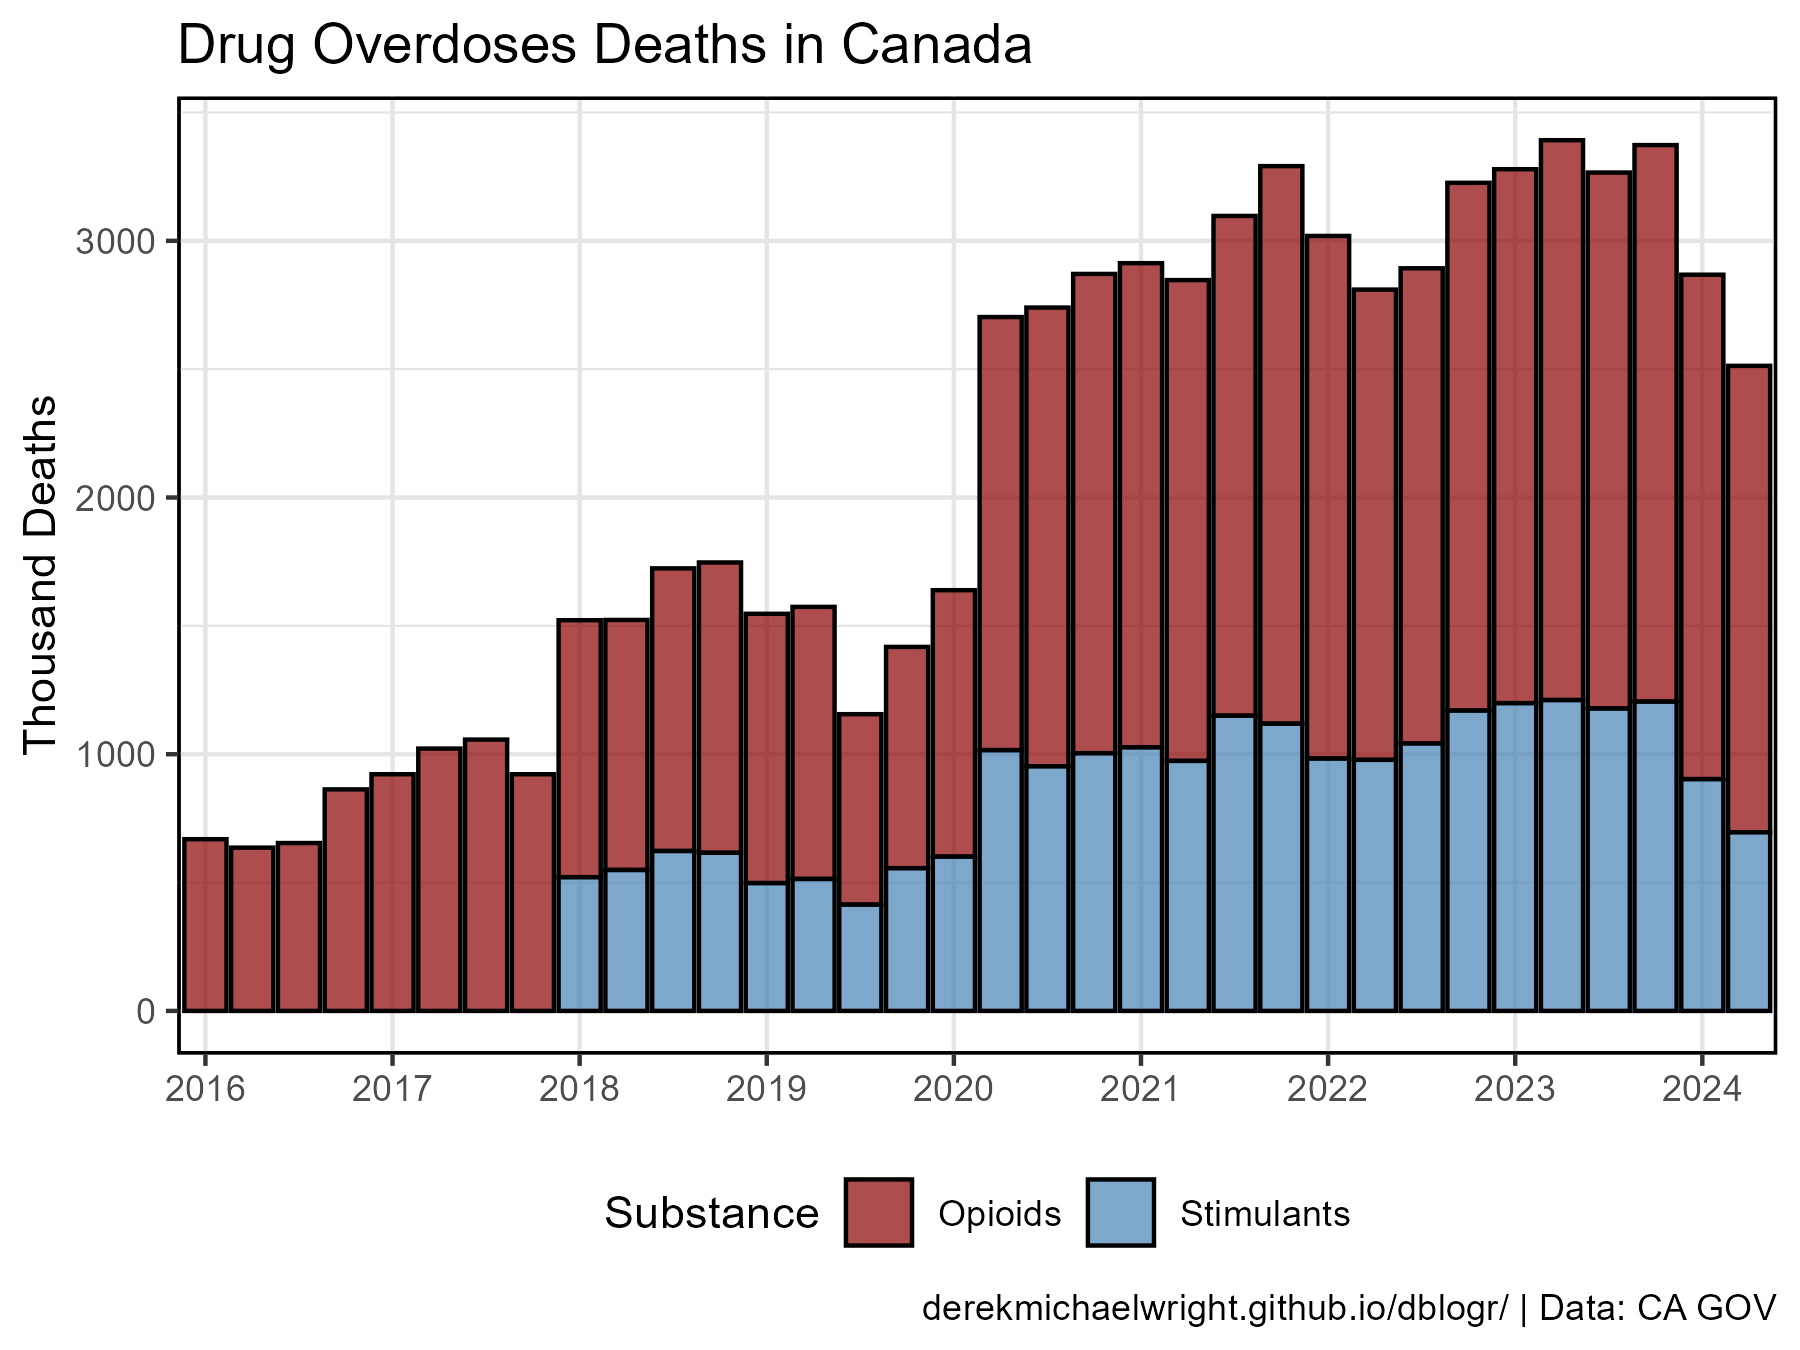 Drug Overdoses Deaths in Canada
Thousand Deaths
3000
2000
1000
0
2016 2017 2018 2019 2020 2021 2022 2023 2024
Substance Opioids Stimulants
derekmichaelwright.github.io/dblogr/ | Data: CA GOV